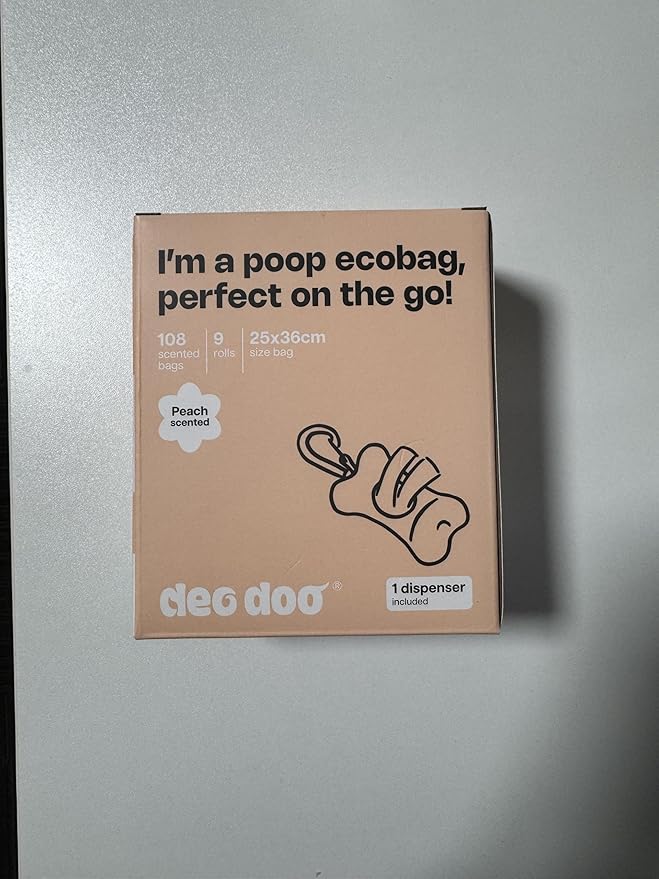 I'm a poop ecobag,
perfect on the go!
108
scented
bags
9
rolls
25x36cm
size bag
Peach
scented
deo doo®
1 dispenser
included